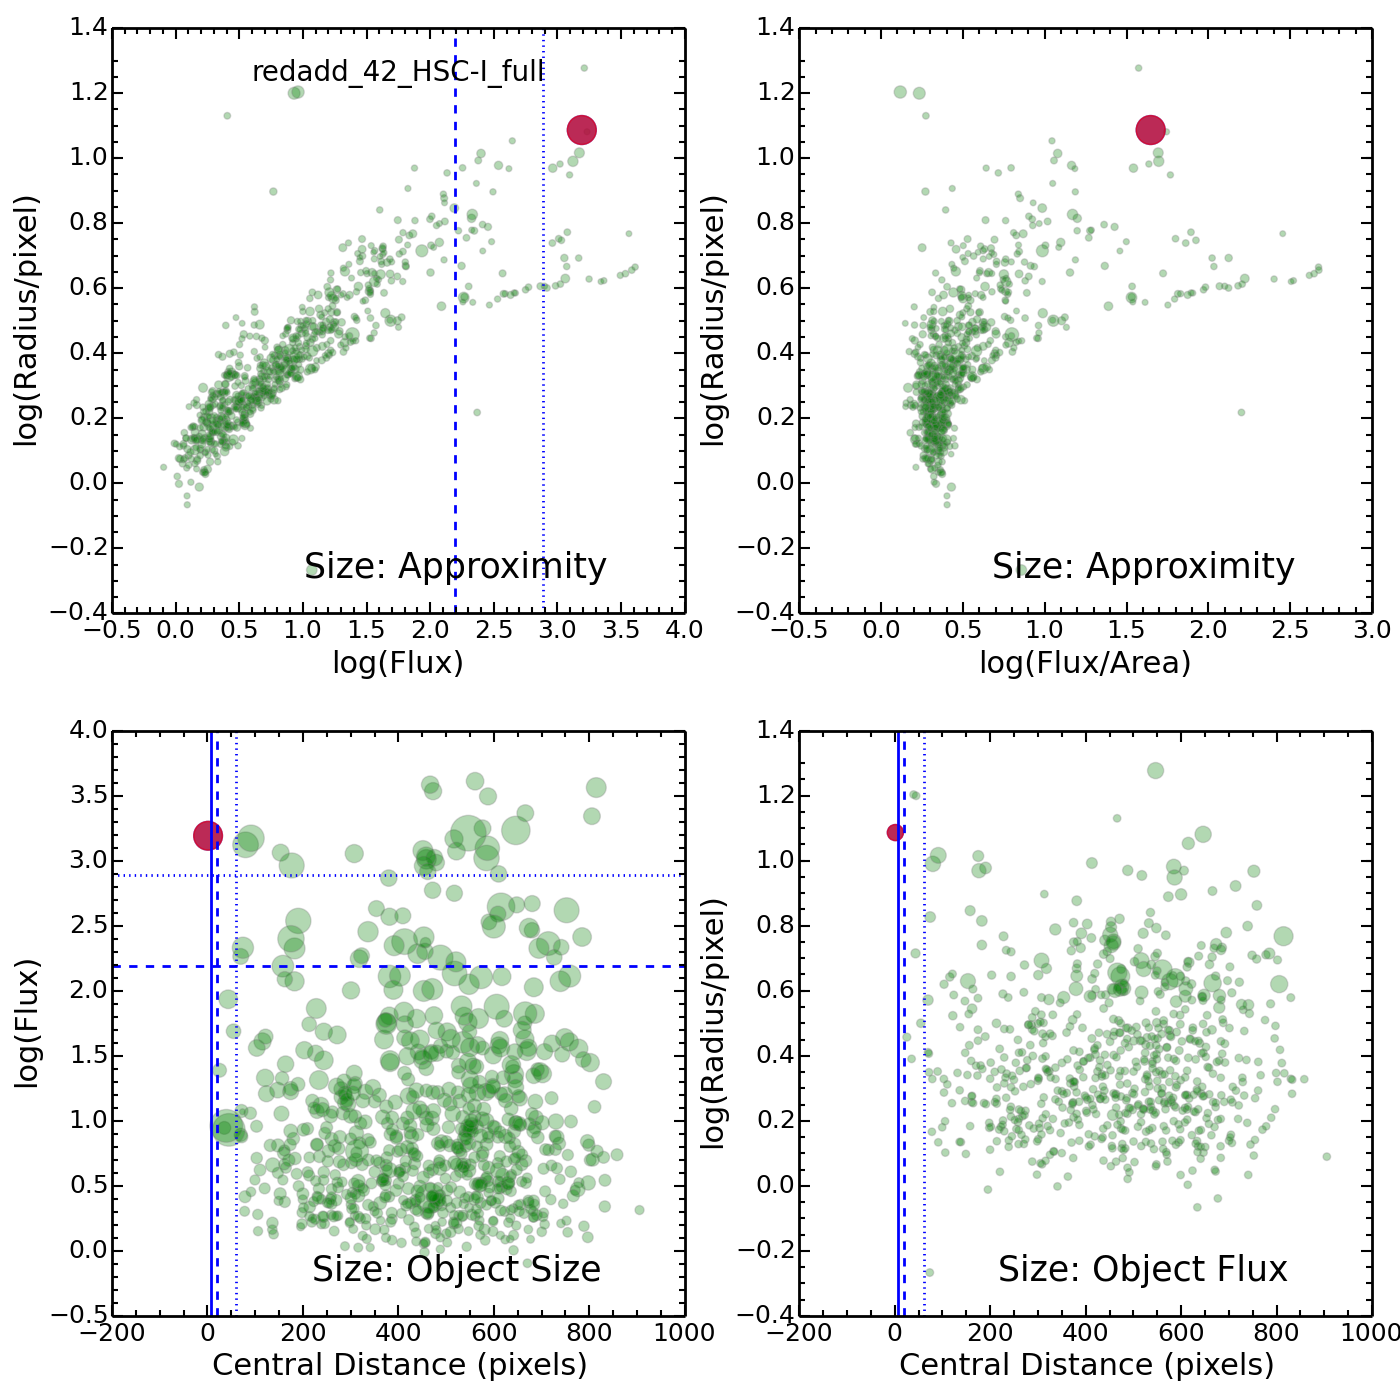 redadd_42_HSC-I_full
1.4
1.2
1.0
0.8
0.6
0.4
0.2
0.0
−0.2
−0.4
log(Radius/pixel)
Size: Approximity
−0.5 0.0 0.5 1.0 1.5 2.0 2.5 3.0 3.5 4.0
log(Flux)
1.4
1.2
1.0
0.8
0.6
0.4
0.2
0.0
−0.2
−0.4
log(Radius/pixel)
Size: Approximity
−0.5 0.0 0.5 1.0 1.5 2.0 2.5 3.0
log(Flux/Area)
4.0
3.5
3.0
2.5
2.0
1.5
1.0
0.5
0.0
−0.5
log(Flux)
Size: Object Size
−200 0 200 400 600 800 1000
Central Distance (pixels)
1.4
1.2
1.0
0.8
0.6
0.4
0.2
0.0
−0.2
−0.4
log(Radius/pixel)
Size: Object Flux
−200 0 200 400 600 800 1000
Central Distance (pixels)